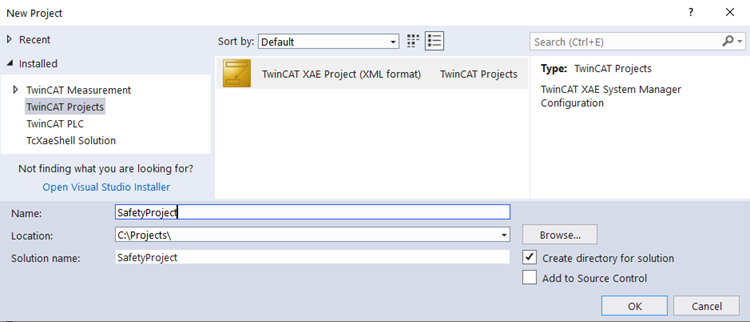 New Project
? ×
Recent
Sort by: Default
Search (Ctrl+E)
Installed
TwinCAT Measurement
TwinCAT Projects
TwinCAT PLC
TcXaeShell Solution
Not finding what you are looking for?
Open Visual Studio Installer
TwinCAT XAE Project (XML format) TwinCAT Projects
Type: TwinCAT Projects
TwinCAT XAE System Manager
Configuration
Name: SafetyProject
Location: C:\Projects\
Browse...
Solution name: SafetyProject
Create directory for solution
Add to Source Control
OK
Cancel